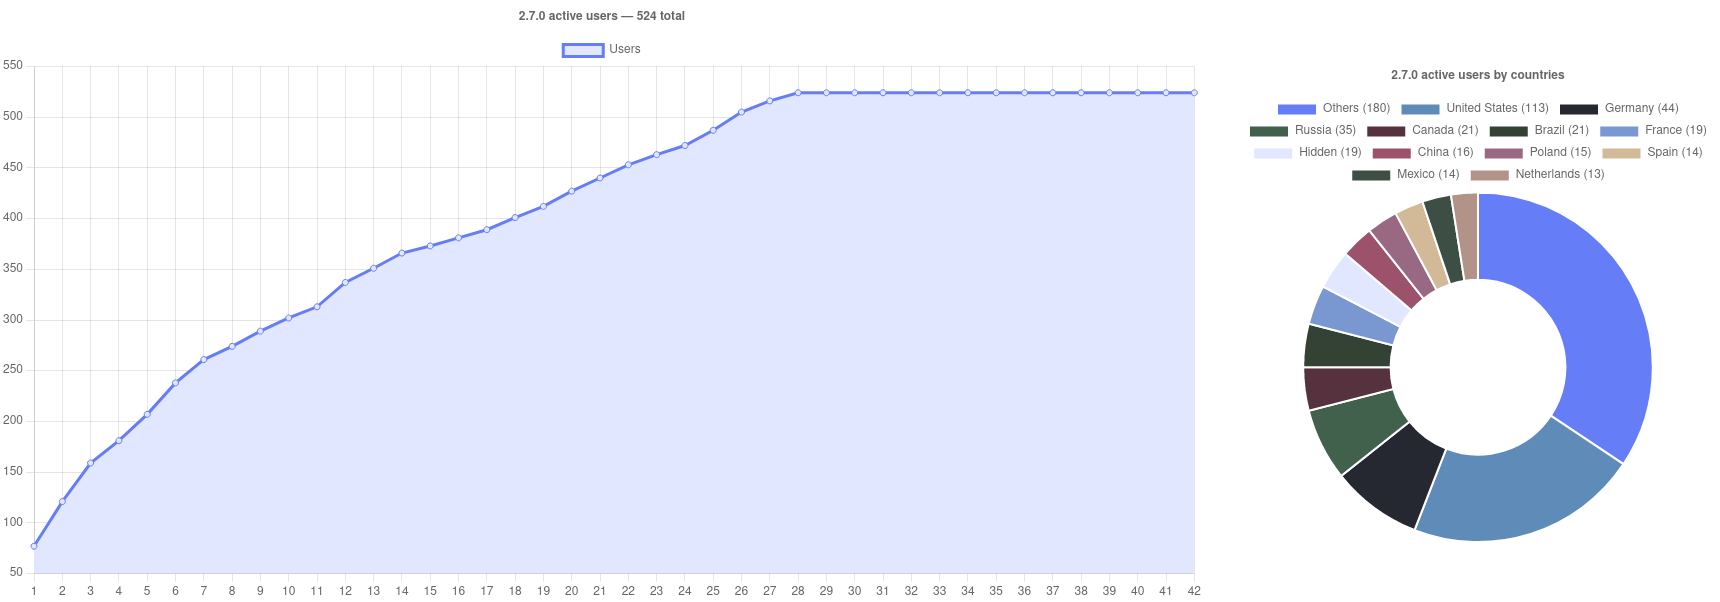 2.7.0 active users — 524 total
Users
550
500
450
400
350
300
250
200
150
100
50
1 2 3 4 5 6 7 8 9 10 11 12 13 14 15 16 17 18 19 20 21 22 23 24 25 26 27 28 29 30 31 32 33 34 35 36 37 38 39 40 41 42
2.7.0 active users by countries
Others (180) United States (113) Germany (44)
Russia (35) Canada (21) Brazil (21) France (19)
Hidden (19) China (16) Poland (15) Spain (14)
Mexico (14) Netherlands (13)